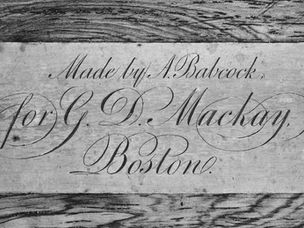 Made by A. Babcock,
for G. D. Mackay.
Boston.